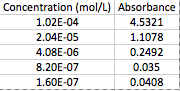 Concentration (mol/L) Absorbance
1.02E-04 4.5321
2.04E-05 1.1078
4.08E-06 0.2492
8.20E-07 0.035
1.60E-07 0.0408